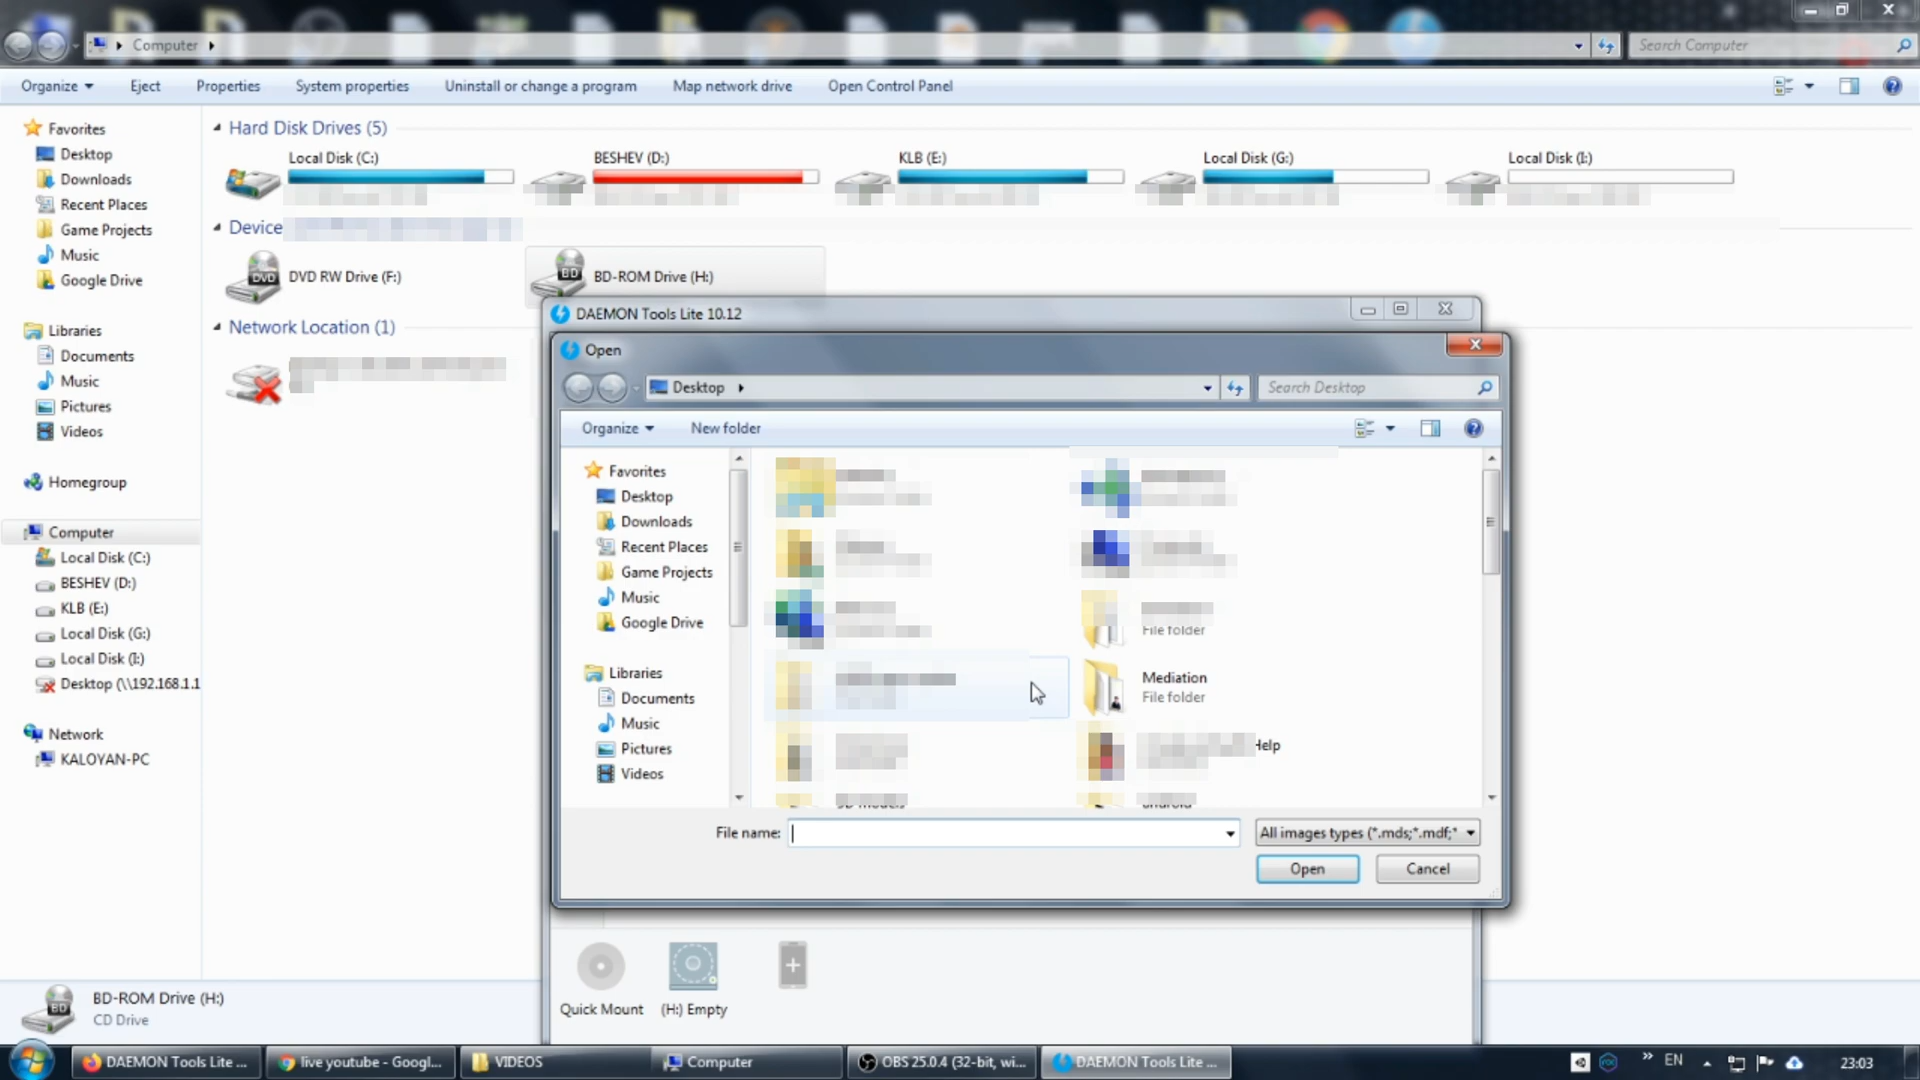 Computer
Search Computer
Organize
Eject
Properties
System properties
Uninstall or change a program
Map network drive
Open Control Panel
Favorites
Desktop
Downloads
Recent Places
Game Projects
Music
Google Drive
Libraries
Documents
Music
Pictures
Videos
Homegroup
Computer
Local Disk (C:)
BESHEV (D:)
KLB (E:)
Local Disk (G:)
Local Disk (I:)
Desktop (\\192.168.1.1
Network
KALOYAN-PC
Hard Disk Drives (5)
Local Disk (C:)
BESHEV (D:)
KLB (E:)
Local Disk (G:)
Local Disk (I:)
Device
DVD RW Drive (F:)
BD-ROM Drive (H:)
Network Location (1)
DAEMON Tools Lite 10.12
Open
Desktop
Search Desktop
Organize
New folder
Favorites
Desktop
Downloads
Recent Places
Game Projects
Music
Google Drive
Libraries
Documents
Music
Pictures
Videos
File folder
Mediation
File folder
Help
File name:
All images types (*.mds;*.mdf;*
Open
Cancel
Quick Mount
(H:) Empty
BD-ROM Drive (H:)
CD Drive
DAEMON Tools Lite ...
live youtube - Googl...
VIDEOS
Computer
OBS 25.0.4 (32-bit, wi...
DAEMON Tools Lite ...
EN
23:03